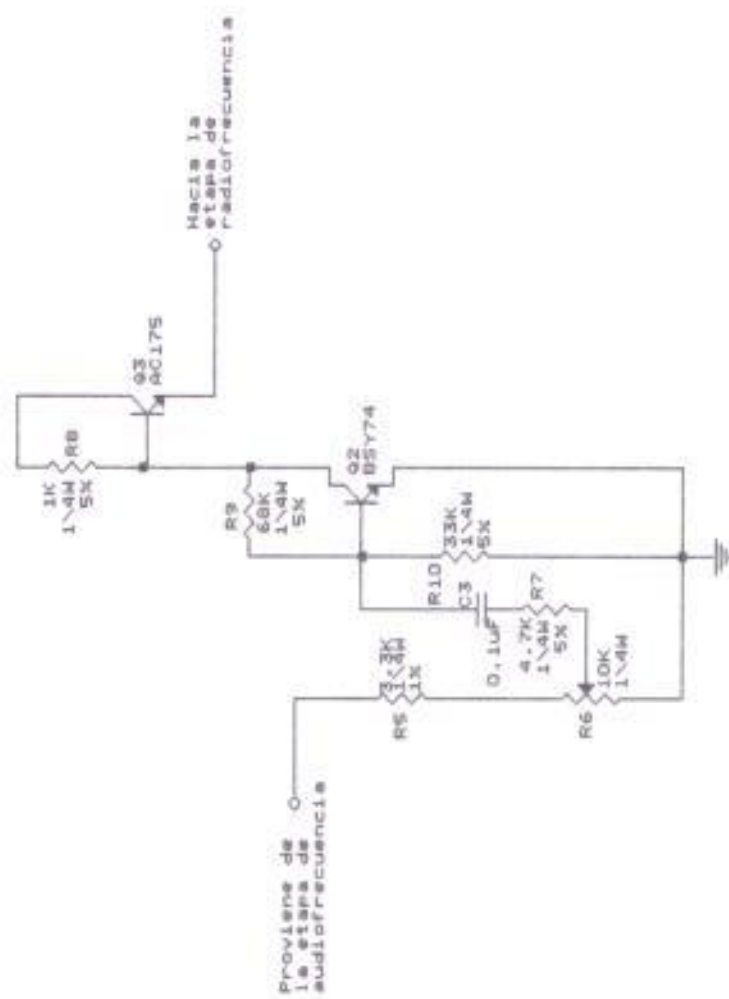 Proviene de
la etapa de
audiofrecuencia
R5
3.3K
1\4W
1%
R6
10K
1\4W
C3
0.1uF
4.7K
1\4W
5%
R7
R10
33K
1\4W
5%
R9
68K
1\4W
5%
Q2
BSY74
1K
1\4W
5%
R8
Q3
AC175
Hacia la
etapa de
radiofrecuencia